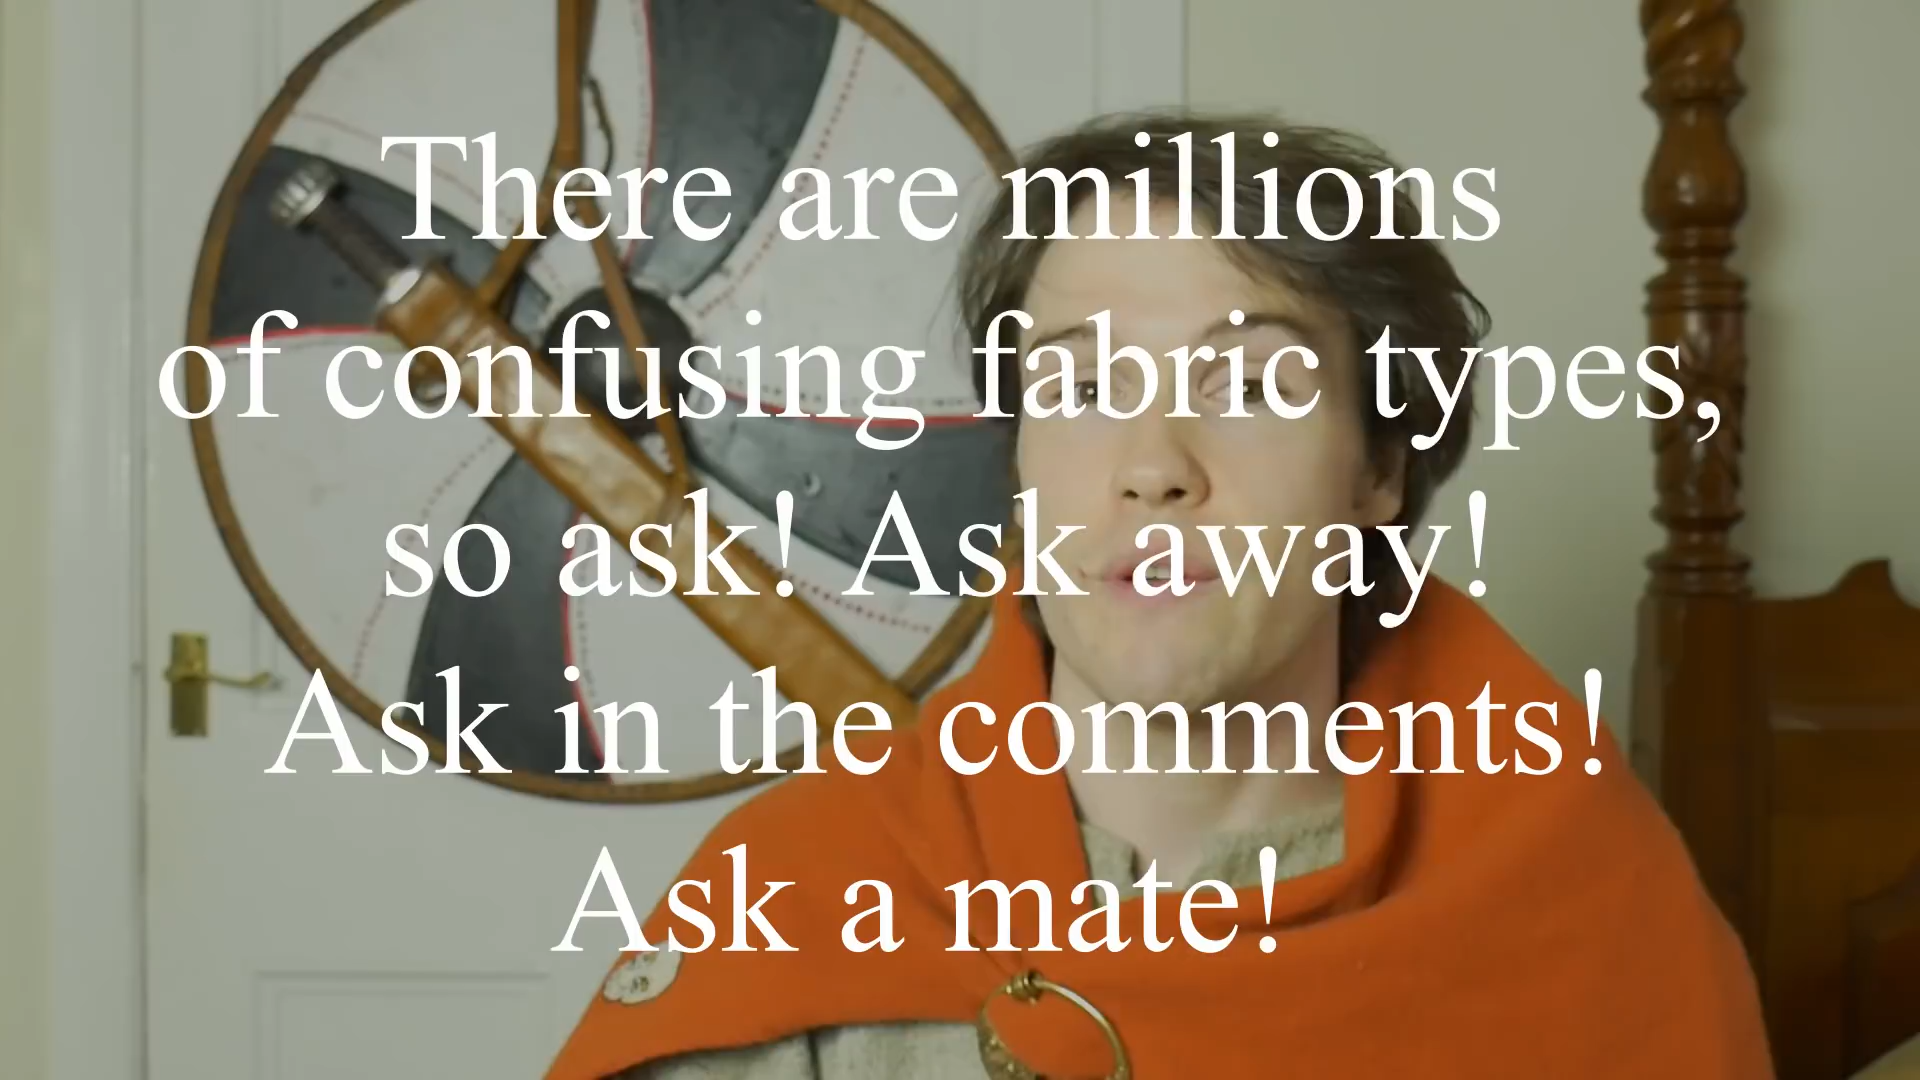 There are millions
of confusing fabric types,
so ask! Ask away!
Ask in the comments!
Ask a mate!